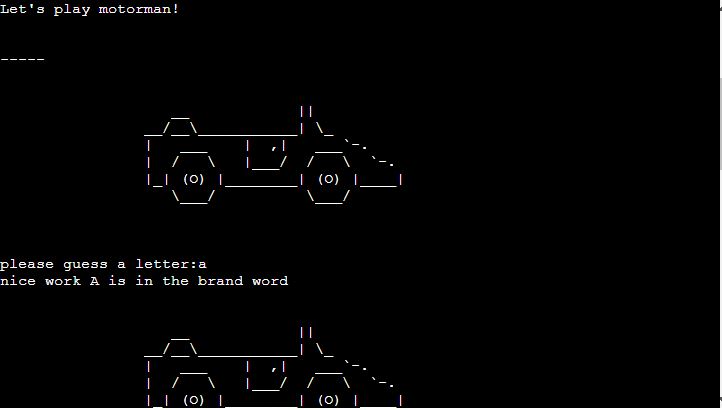 Let's play motorman!
-----
please guess a letter:a
nice work A is in the brand word